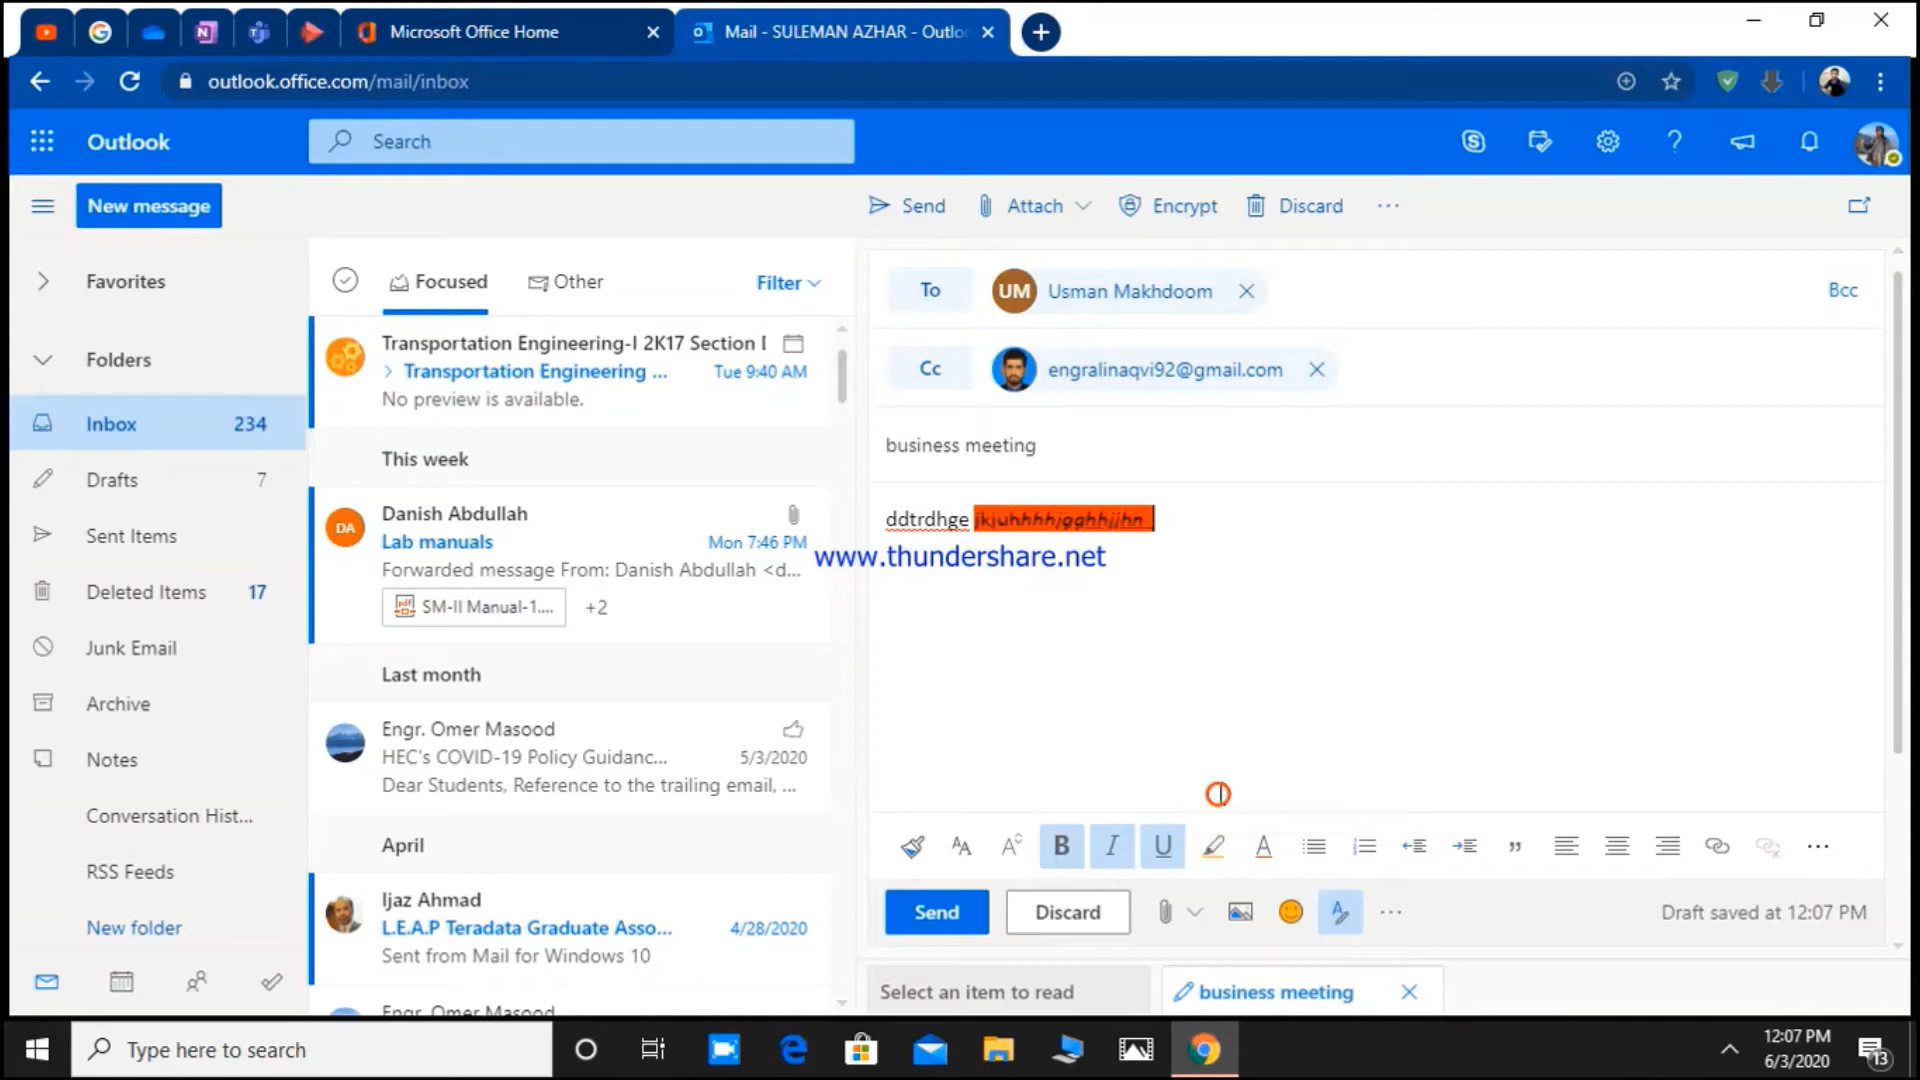 Microsoft Office Home
Mail - SULEMAN AZHAR - Outlo
outlook.office.com/mail/inbox
Outlook
Search
New message
Send
Attach
Encrypt
Discard
Favorites
Folders
Inbox 234
Drafts 7
Sent Items
Deleted Items 17
Junk Email
Archive
Notes
Conversation Hist...
RSS Feeds
New folder
Focused
Other
Filter
Transportation Engineering-I 2K17 Section
Transportation Engineering ... Tue 9:40 AM
No preview is available.
This week
DA
Danish Abdullah
Lab manuals Mon 7:46 PM
Forwarded message From: Danish Abdullah <d...
pdf
SM-II Manual-1.... +2
Last month
Engr. Omer Masood
HEC's COVID-19 Policy Guidanc... 5/3/2020
Dear Students, Reference to the trailing email, ...
April
Ijaz Ahmad
L.E.A.P Teradata Graduate Asso... 4/28/2020
Sent from Mail for Windows 10
Engr. Omer Masood
To UM Usman Makhdoom Bcc
Cc engralinaqvi92@gmail.com
business meeting
ddtrdhge jkjuhhhhjgghhjjhn
www.thundershare.net
B I U
Send Discard Draft saved at 12:07 PM
Select an item to read
business meeting
Type here to search
12:07 PM
6/3/2020
13